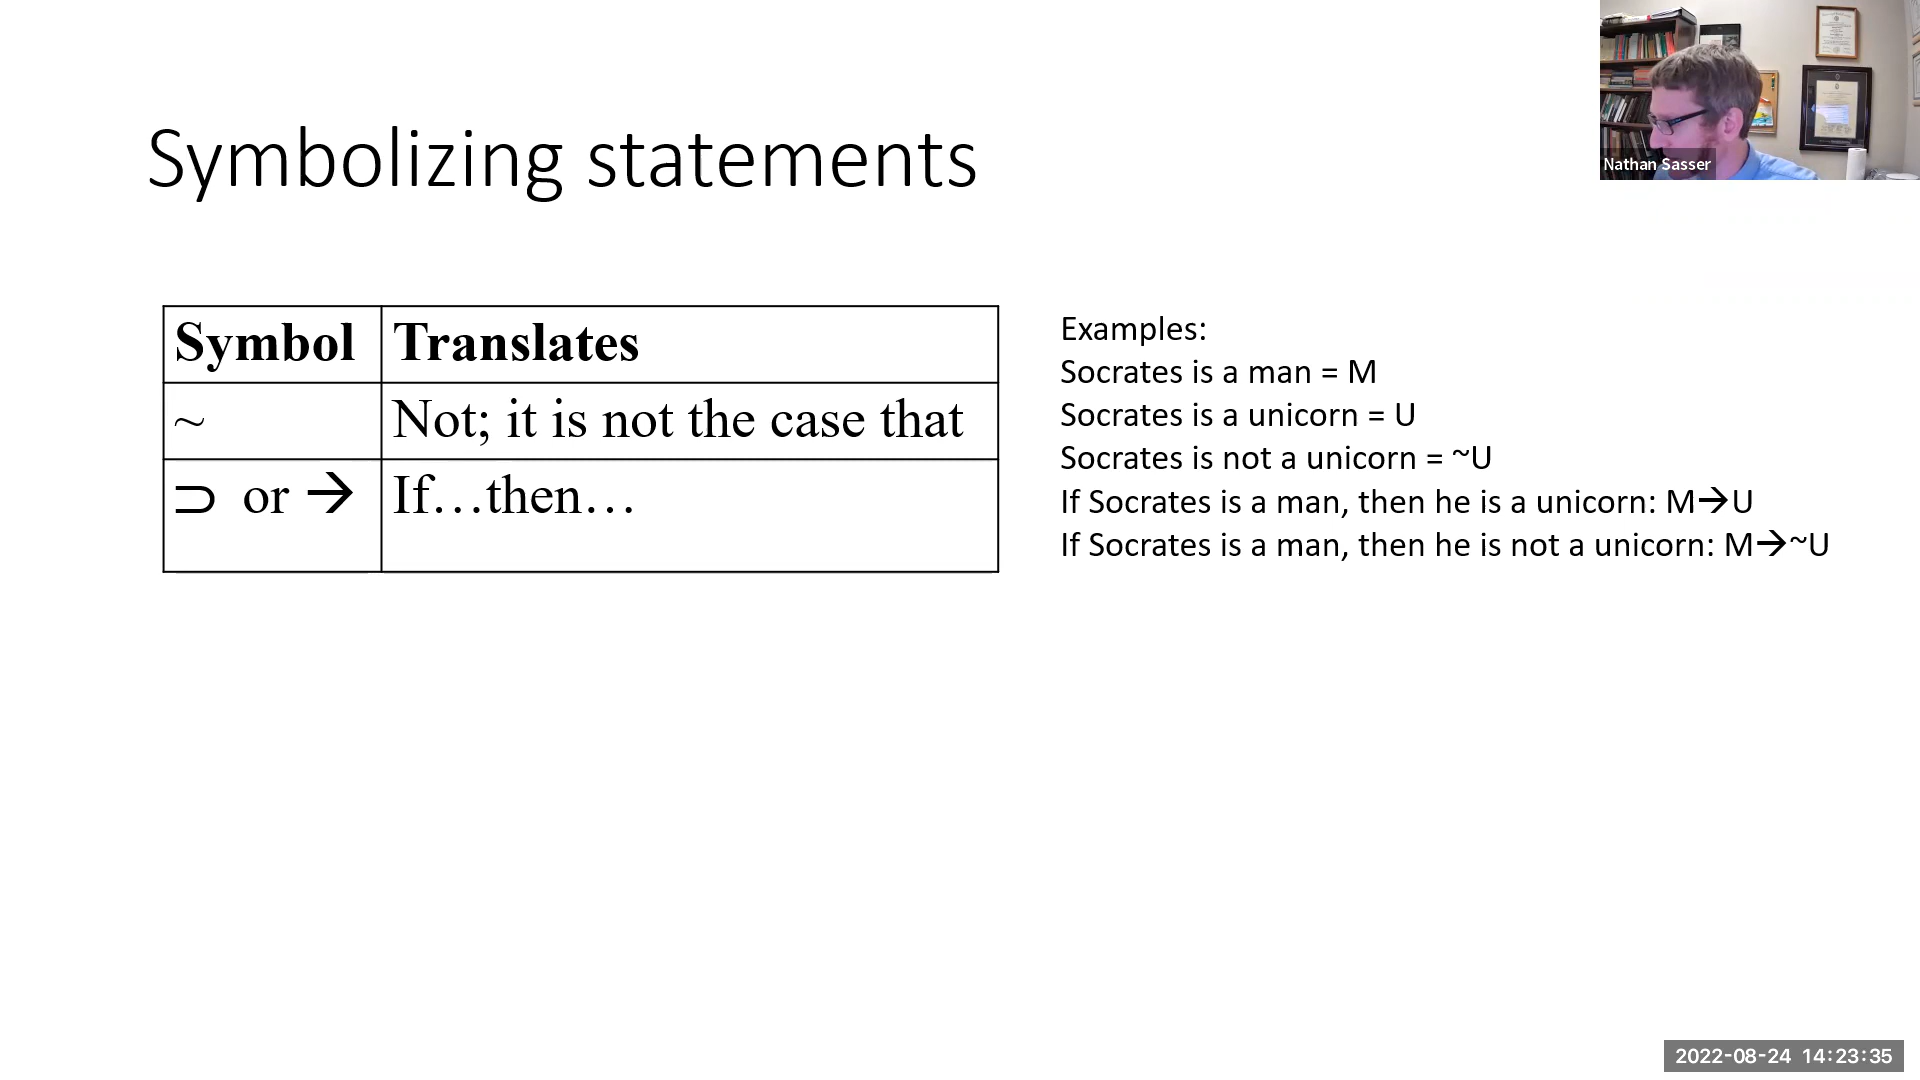 Symbolizing statements
Nathan Sasser
Symbol Translates
~ Not; it is not the case that
⊃ or → If…then…
Examples:
Socrates is a man = M
Socrates is a unicorn = U
Socrates is not a unicorn = ~U
If Socrates is a man, then he is a unicorn: M→U
If Socrates is a man, then he is not a unicorn: M→~U
2022-08-24 14:23:35